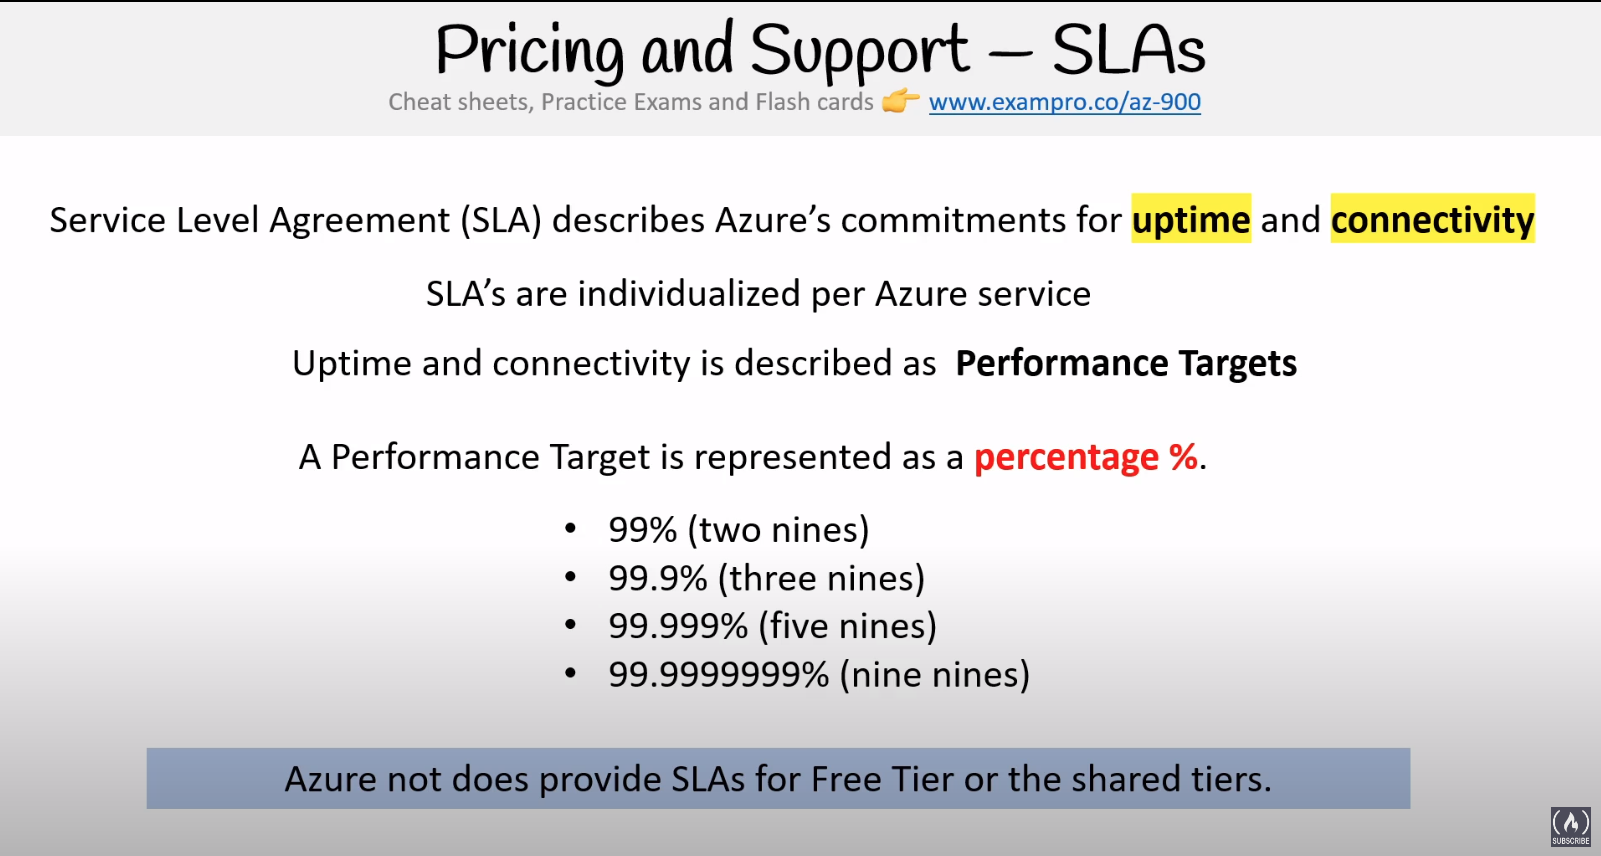 Pricing and Support – SLAs
Cheat sheets, Practice Exams and Flash cards 👉 www.exampro.co/az-900
Service Level Agreement (SLA) describes Azure’s commitments for uptime and connectivity
SLA’s are individualized per Azure service
Uptime and connectivity is described as Performance Targets
A Performance Target is represented as a percentage %.
• 99% (two nines)
• 99.9% (three nines)
• 99.999% (five nines)
• 99.9999999% (nine nines)
Azure not does provide SLAs for Free Tier or the shared tiers.
SUBSCRIBE